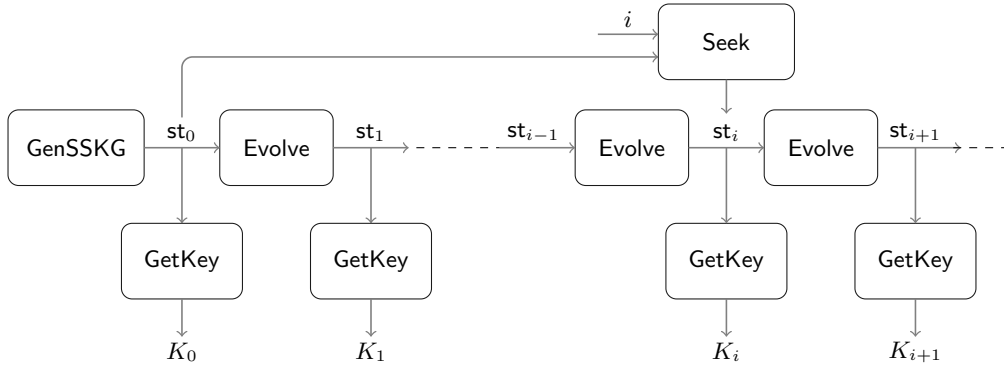 i
Seek
GenSSKG
st₀
Evolve
st₁
stᵢ₋₁
Evolve
stᵢ
Evolve
stᵢ₊₁
GetKey
GetKey
GetKey
GetKey
K₀
K₁
Kᵢ
Kᵢ₊₁